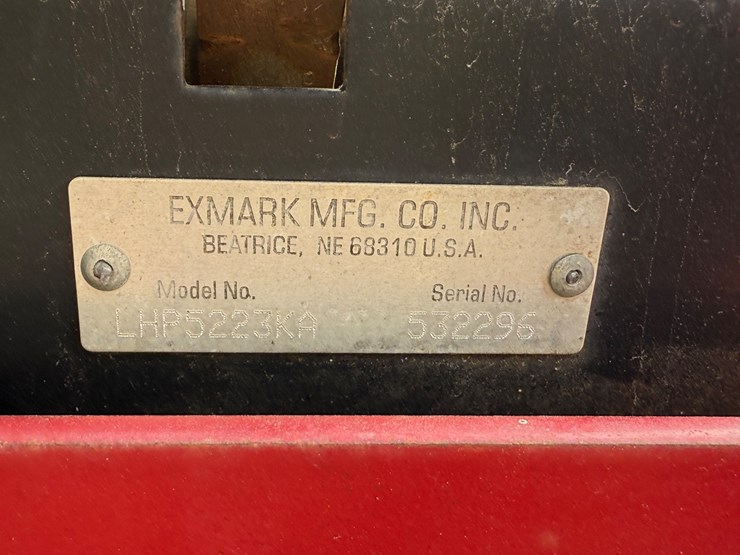 EXMARK MFG. CO. INC.
BEATRICE, NE 68310 U.S.A.
Model No. Serial No.
LHP5223KA 532296